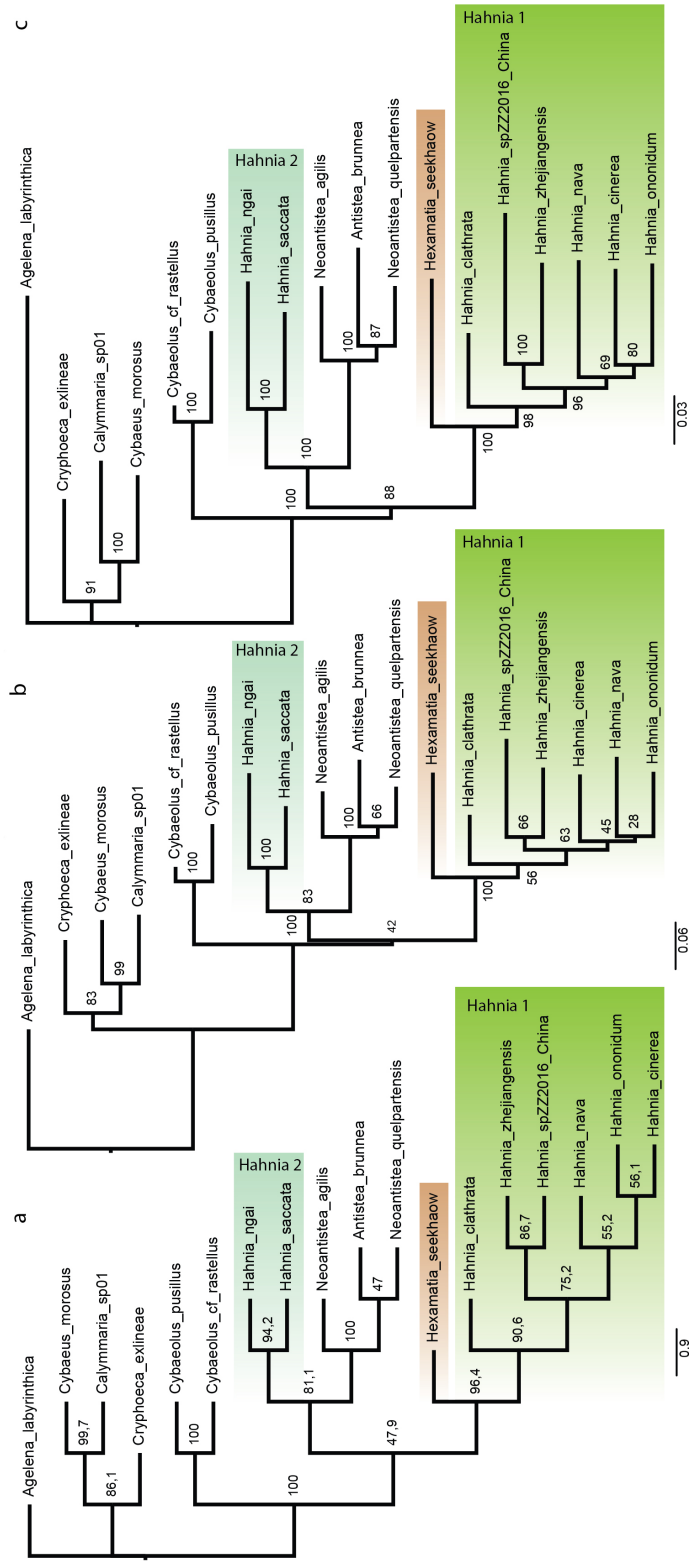 a
Agelena_labyrinthica
Cybaeus_morosus
99,7
Calymmaria_sp01
86,1
Cryphoeca_exlineae
Cybaeolus_pusillus
100
Cybaeolus_cf_rastellus
100
Hahnia 2
Hahnia_ngai
94,2
Hahnia_saccata
81,1
Neoantistea_agilis
100
Antistea_brunnea
47
Neoantistea_quelpartensis
47,9
Hexamatia_seekhaow
96,4
Hahnia 1
Hahnia_clathrata
90,6
Hahnia_zhejiangensis
86,7
Hahnia_spZZ2016_China
75,2
Hahnia_nava
55,2
Hahnia_ononidum
56,1
Hahnia_cinerea
0.9
b
Agelena_labyrinthica
Cryphoeca_exlineae
83
Cybaeus_morosus
99
Calymmaria_sp01
Cybaeolus_cf_rastellus
100
Cybaeolus_pusillus
100
Hahnia 2
Hahnia_ngai
100
Hahnia_saccata
83
Neoantistea_agilis
100
Antistea_brunnea
66
Neoantistea_quelpartensis
42
Hexamatia_seekhaow
100
Hahnia 1
Hahnia_clathrata
56
Hahnia_spZZ2016_China
66
Hahnia_zhejiangensis
63
Hahnia_cinerea
45
Hahnia_nava
28
Hahnia_ononidum
0.06
c
Agelena_labyrinthica
Cryphoeca_exlineae
91
Calymmaria_sp01
100
Cybaeus_morosus
Cybaeolus_cf_rastellus
100
Cybaeolus_pusillus
100
Hahnia 2
Hahnia_ngai
100
Hahnia_saccata
100
Neoantistea_agilis
100
Antistea_brunnea
87
Neoantistea_quelpartensis
88
Hexamatia_seekhaow
100
Hahnia 1
Hahnia_clathrata
98
Hahnia_spZZ2016_China
100
Hahnia_zhejiangensis
96
Hahnia_nava
69
Hahnia_cinerea
80
Hahnia_ononidum
0.03